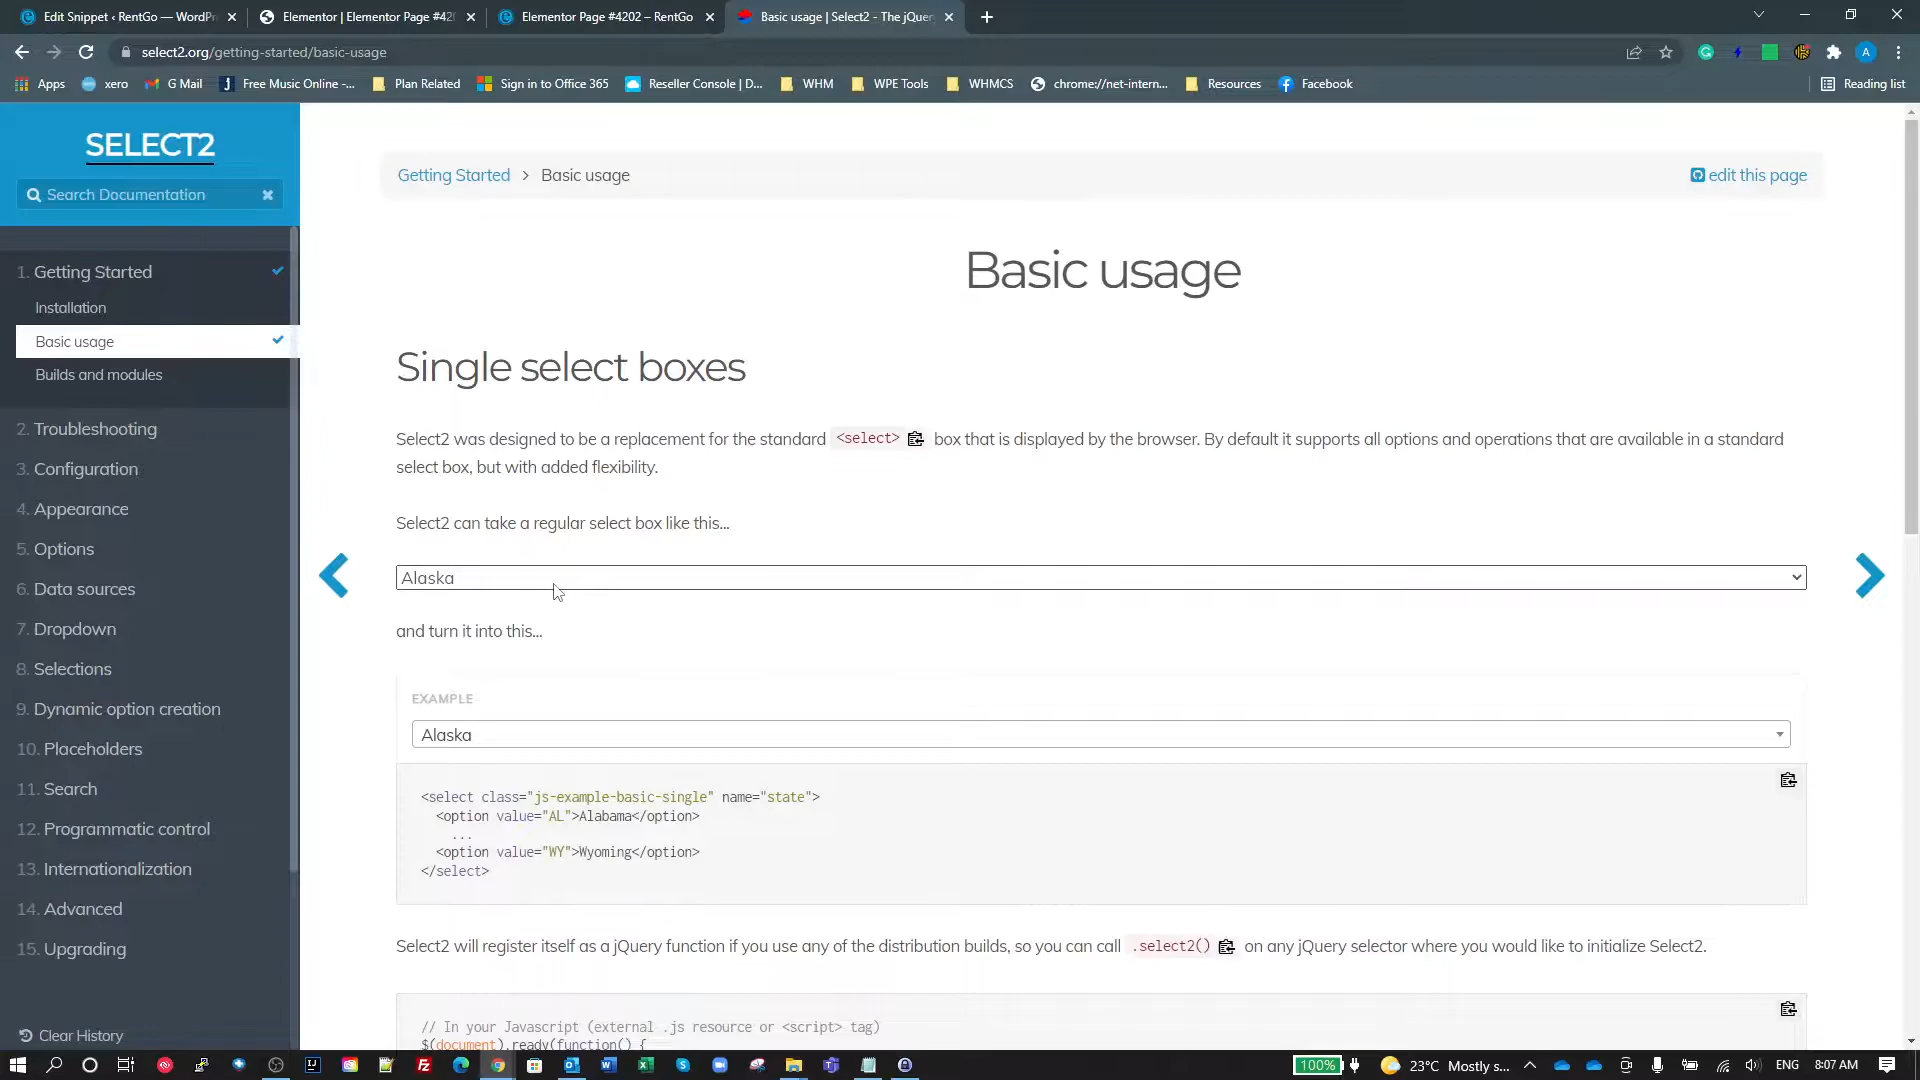 Edit Snippet ‹ RentGo — WordPr
Elementor | Elementor Page #420
Elementor Page #4202 – RentGo
Basic usage | Select2 - The jQuer
select2.org/getting-started/basic-usage
A
Apps
xero
G Mail
Free Music Online -...
Plan Related
Sign in to Office 365
Reseller Console | D...
WHM
WPE Tools
WHMCS
chrome://net-intern...
Resources
Facebook
Reading list
SELECT2
Search Documentation
1. Getting Started
Installation
Basic usage
Builds and modules
2. Troubleshooting
3. Configuration
4. Appearance
5. Options
6. Data sources
7. Dropdown
8. Selections
9. Dynamic option creation
10. Placeholders
11. Search
12. Programmatic control
13. Internationalization
14. Advanced
15. Upgrading
Clear History
Getting Started > Basic usage
edit this page
Basic usage
Single select boxes
Select2 was designed to be a replacement for the standard <select> box that is displayed by the browser. By default it supports all options and operations that are available in a standard
select box, but with added flexibility.
Select2 can take a regular select box like this...
Alaska
and turn it into this...
EXAMPLE
Alaska
<select class="js-example-basic-single" name="state">
<option value="AL">Alabama</option>
...
<option value="WY">Wyoming</option>
</select>
Select2 will register itself as a jQuery function if you use any of the distribution builds, so you can call .select2() on any jQuery selector where you would like to initialize Select2.
// In your Javascript (external .js resource or <script> tag)
$(document).ready(function() {
100%
23°C Mostly s...
ENG
8:07 AM